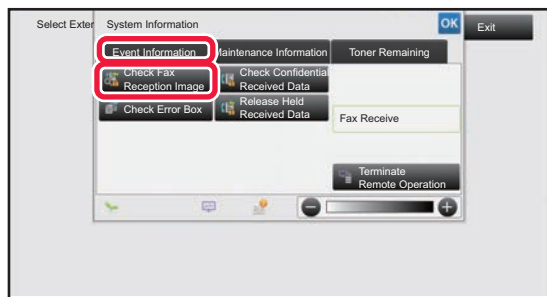 Select Exter
System Information
OK
Exit
Event Information
Maintenance Information
Toner Remaining
Check Fax
Reception Image
Check Confidential
Received Data
Check Error Box
Release Held
Received Data
Fax Receive
Terminate
Remote Operation